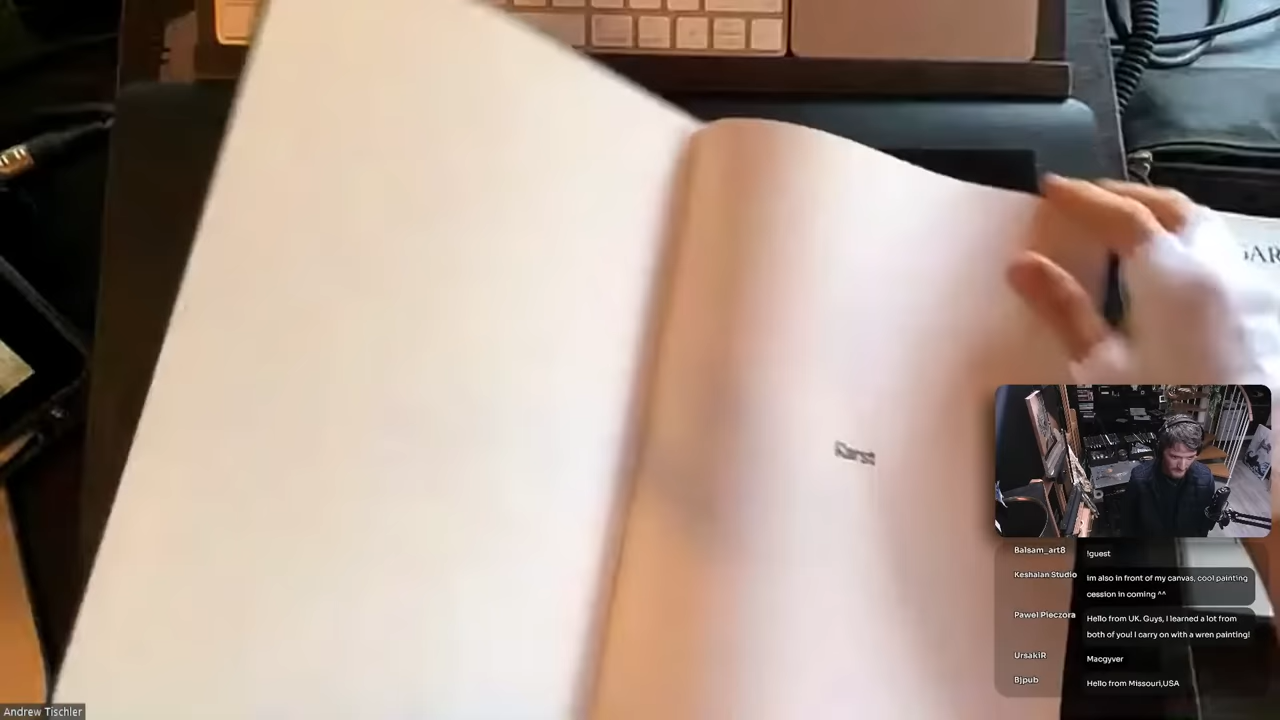 Karst
Balsam_art8
!guest
Keshaian Studio
im also in front of my canvas, cool painting
cession in coming ^^
Pawel Pieczora
Hello from UK. Guys, I learned a lot from
both of you! I carry on with a wren painting!
UrsakiR
Macgyver
Bjpub
Hello from Missouri,USA
Andrew Tischler